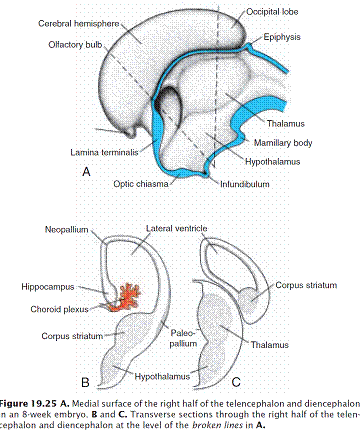 Occipital lobe
Cerebral hemisphere
Epiphysis
Olfactory bulb
Thalamus
Mamillary body
Lamina terminalis
Hypothalamus
A
Optic chiasma
Infundibulum
Neopallium
Lateral ventricle
Corpus striatum
Hippocampus
Choroid plexus
Corpus striatum
Paleo-
pallium
Thalamus
Hypothalamus
B
C
Figure 19.25 A. Medial surface of the right half of the telencephalon and diencephalon
in an 8-week embryo. B and C. Transverse sections through the right half of the telen-
cephalon and diencephalon at the level of the broken lines in A.